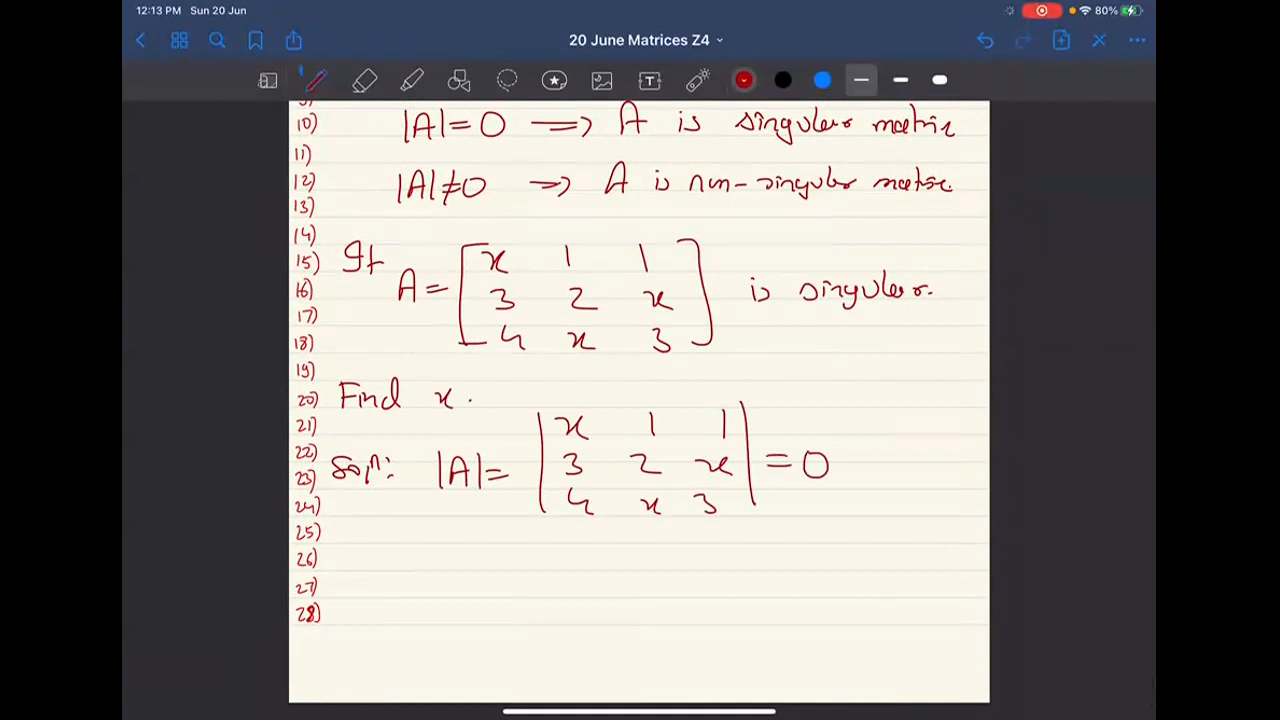 12:13 PM Sun 20 Jun 80%
20 June Matrices Z4
10) |A| = 0 ⟹ A is singular matrix
11)
12) |A| ≠ 0 ⟹ A is non-singular matrix.
13)
14)
15) If A = [ x 1 1
16) 3 2 x is singular.
17)
18) 4 x 3 ]
19)
20) Find x.
21) | x 1 1 |
22)
23) Solⁿ: |A| = | 3 2 x | = 0
24) | 4 x 3 |
25)
26)
27)
28)